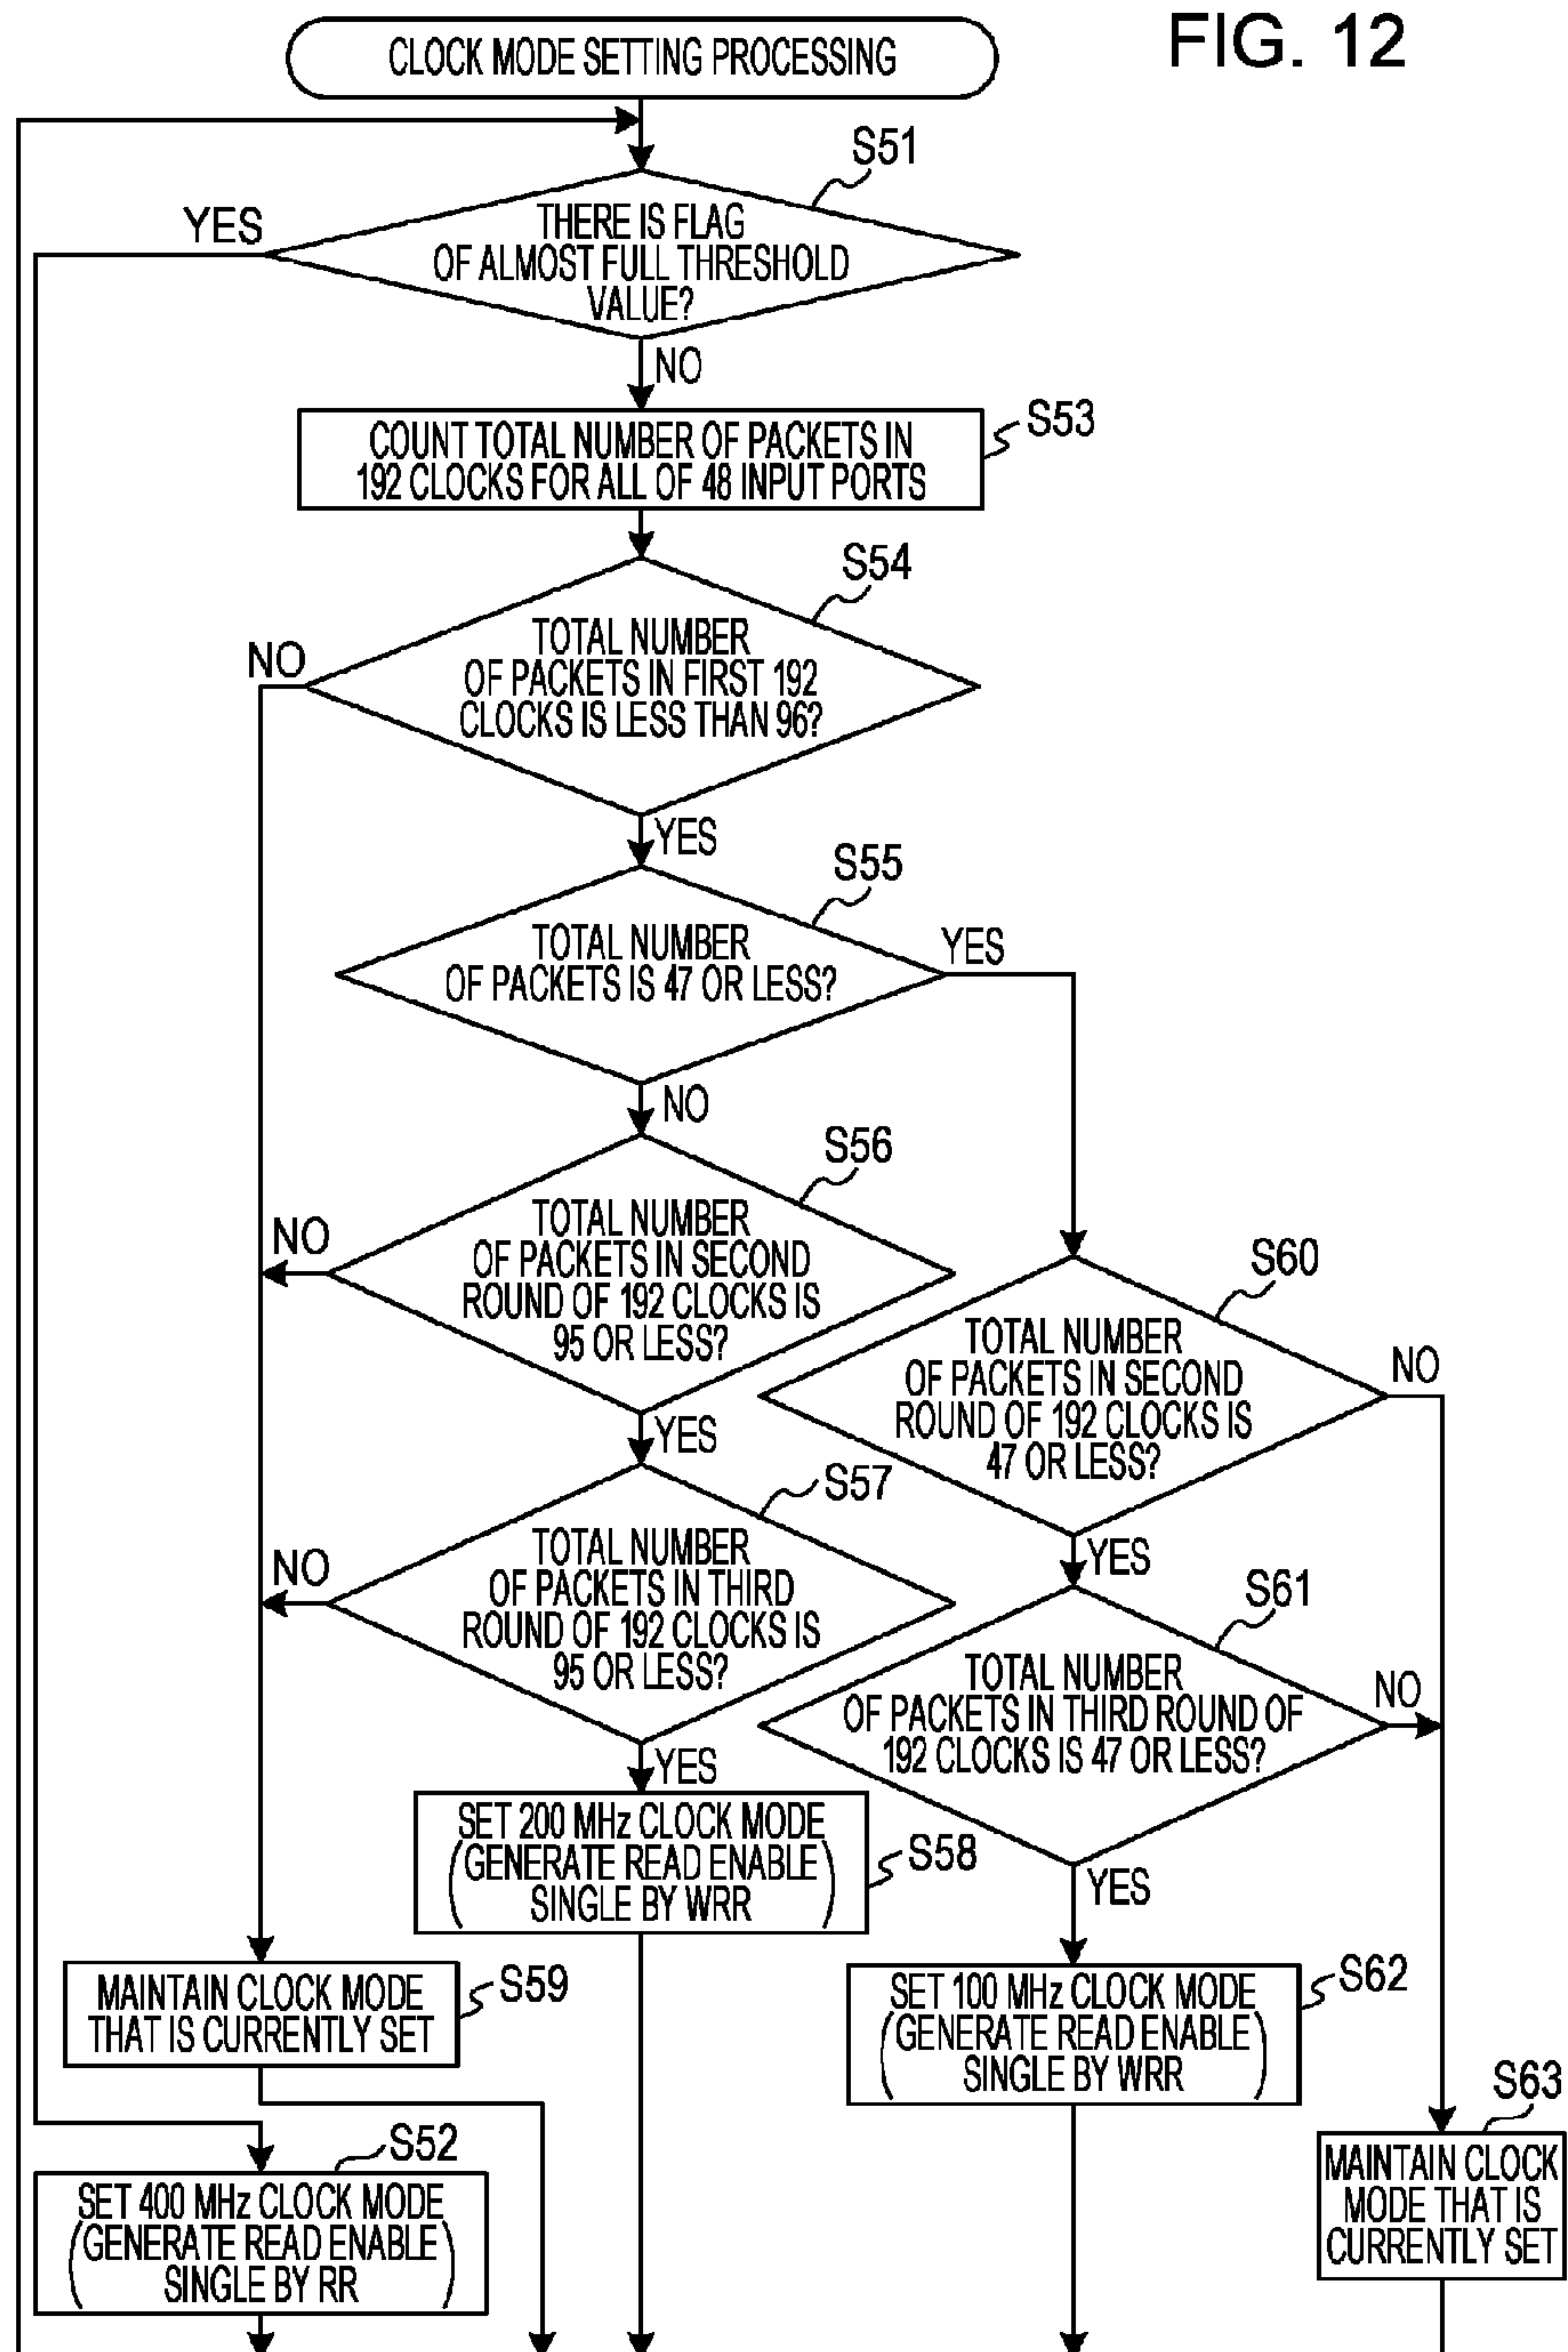 FIG. 12
CLOCK MODE SETTING PROCESSING
S51
YES
THERE IS FLAG
OF ALMOST FULL THRESHOLD
VALUE?
NO
S53
COUNT TOTAL NUMBER OF PACKETS IN
192 CLOCKS FOR ALL OF 48 INPUT PORTS
S54
NO
TOTAL NUMBER
OF PACKETS IN FIRST 192
CLOCKS IS LESS THAN 96?
YES
S55
TOTAL NUMBER
OF PACKETS IS 47 OR LESS?
YES
NO
S56
NO
TOTAL NUMBER
OF PACKETS IN SECOND
ROUND OF 192 CLOCKS IS
95 OR LESS?
YES
S60
TOTAL NUMBER
OF PACKETS IN SECOND
ROUND OF 192 CLOCKS IS
47 OR LESS?
NO
YES
S57
NO
TOTAL NUMBER
OF PACKETS IN THIRD
ROUND OF 192 CLOCKS IS
95 OR LESS?
YES
S61
TOTAL NUMBER
OF PACKETS IN THIRD ROUND OF
192 CLOCKS IS 47 OR LESS?
NO
YES
SET 200 MHz CLOCK MODE
(GENERATE READ ENABLE
SINGLE BY WRR)
S58
MAINTAIN CLOCK MODE
THAT IS CURRENTLY SET
S59
SET 100 MHz CLOCK MODE
(GENERATE READ ENABLE
SINGLE BY WRR)
S62
S63
MAINTAIN CLOCK
MODE THAT IS
CURRENTLY SET
S52
SET 400 MHz CLOCK MODE
(GENERATE READ ENABLE
SINGLE BY RR)